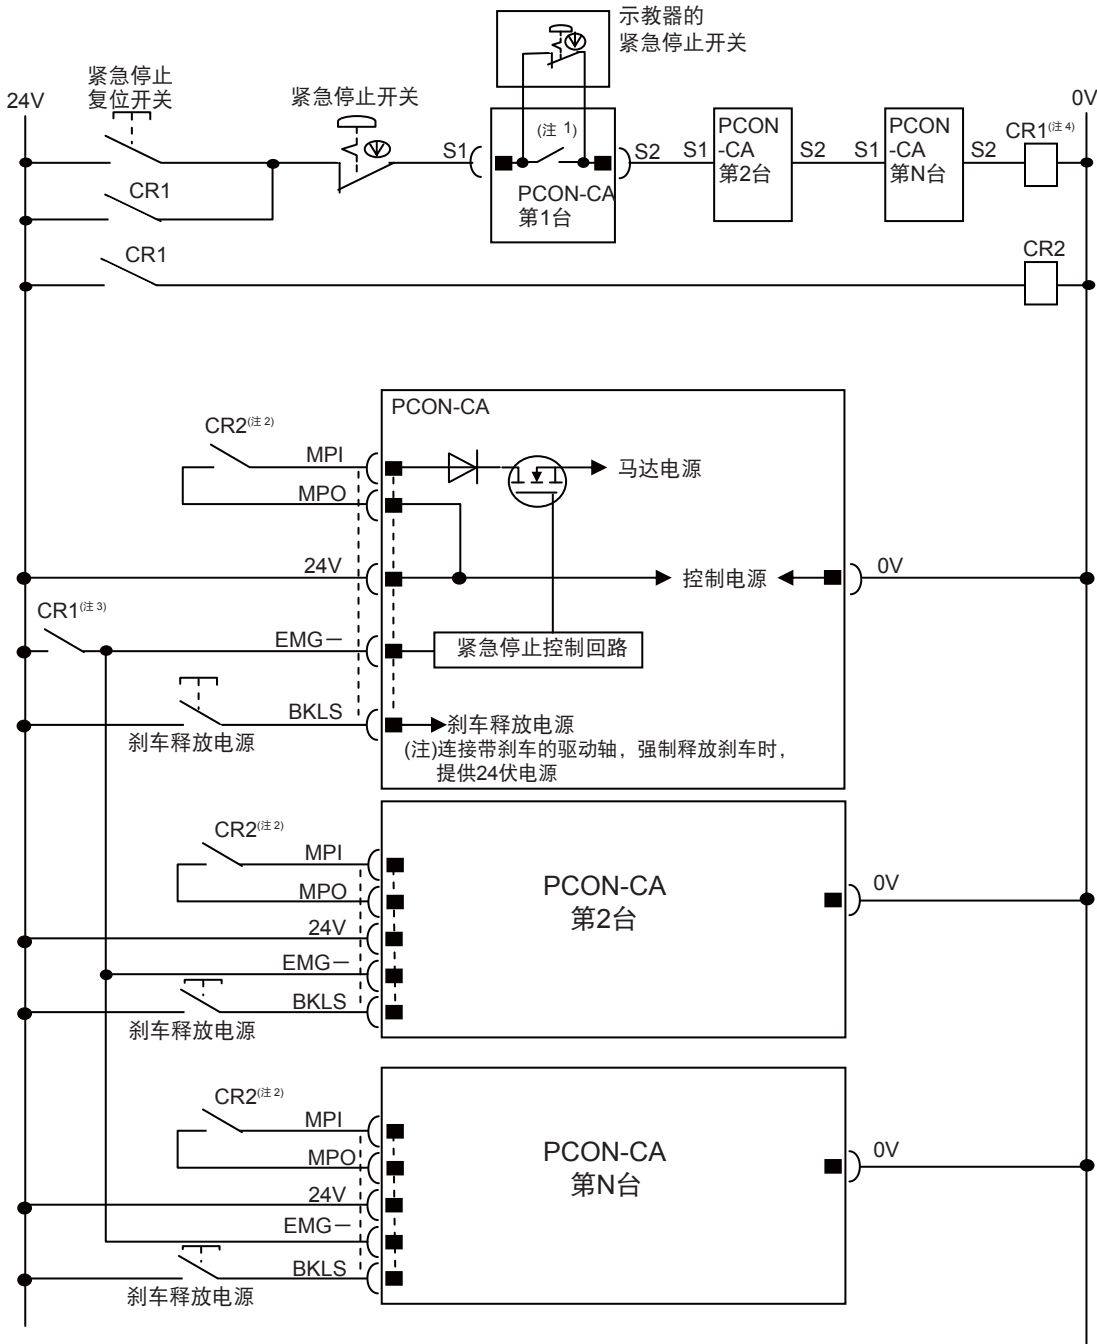 示教器的
紧急停止开关
紧急停止
复位开关
紧急停止开关
24V
0V
(注 1)
PCON
-CA
第2台
PCON
-CA
第N台
CR1(注 4)
S1
S2
S1
S2
S1
S2
CR1
PCON-CA
第1台
CR1
CR2
PCON-CA
CR2(注 2)
MPI
马达电源
MPO
24V
控制电源
0V
CR1(注 3)
EMG－
紧急停止控制回路
BKLS
刹车释放电源
刹车释放电源
(注)连接带刹车的驱动轴，强制释放刹车时，
提供24伏电源
CR2(注 2)
MPI
MPO
PCON-CA
第2台
0V
24V
EMG－
BKLS
刹车释放电源
CR2(注 2)
MPI
MPO
PCON-CA
第N台
0V
24V
EMG－
BKLS
刹车释放电源